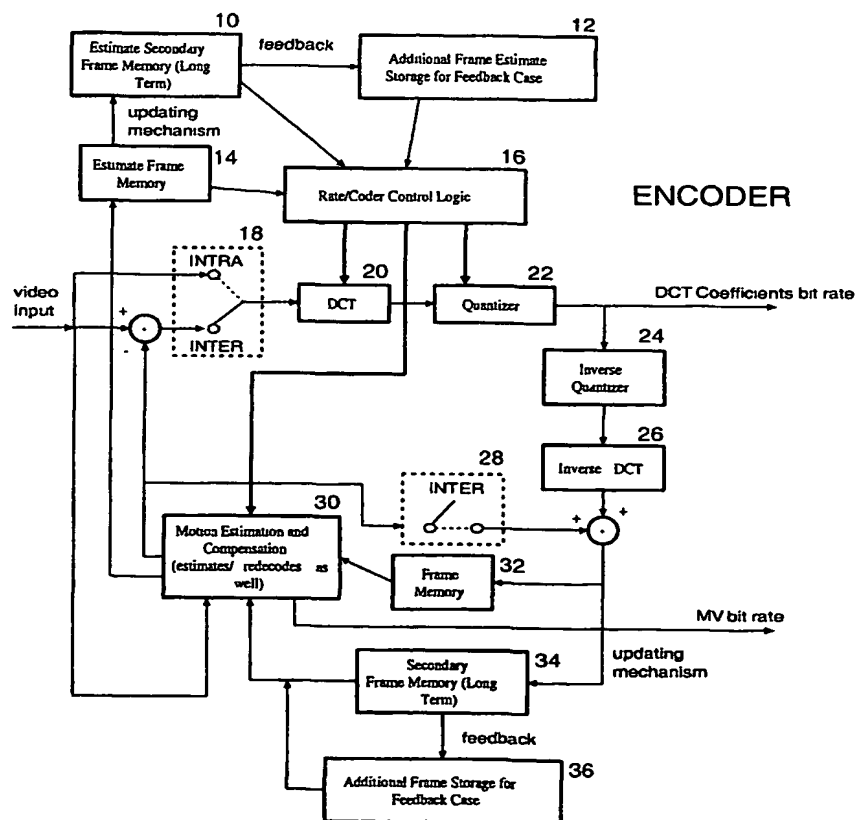 10
Estimate Secondary
Frame Memory (Long
Term)
feedback
12
Additional Frame Estimate
Storage for Feedback Case
updating
mechanism
14
Estimate Frame
Memory
16
Rate/Coder Control Logic
ENCODER
18
INTRA
INTER
video
input
+
-
20
DCT
22
Quantizer
DCT Coefficients bit rate
24
Inverse
Quantizer
26
Inverse DCT
28
INTER
+
+
30
Motion Estimation and
Compensation
(estimates/ redecodes as
well)
32
Frame
Memory
MV bit rate
updating
mechanism
34
Secondary
Frame Memory (Long
Term)
feedback
36
Additional Frame Storage for
Feedback Case